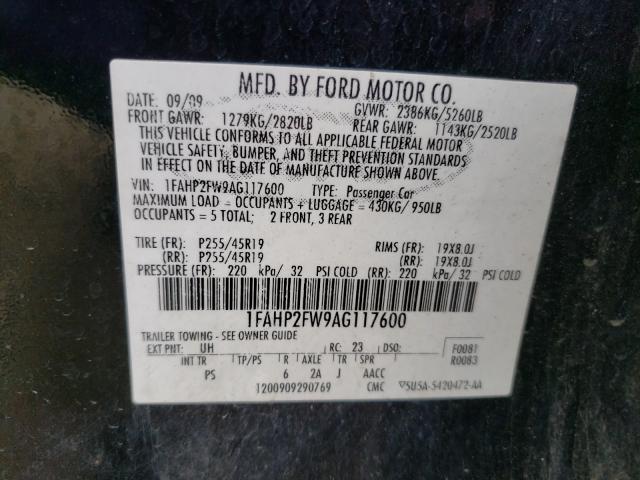 MFD. BY FORD MOTOR CO.
DATE: 09/09 GVWR: 2386KG/5260LB
FRONT GAWR: 1279KG/2820LB REAR GAWR: 1143KG/2520LB
THIS VEHICLE CONFORMS TO ALL APPLICABLE FEDERAL MOTOR
VEHICLE SAFETY, BUMPER, AND THEFT PREVENTION STANDARDS
IN EFFECT ON THE DATE OF MANUFACTURE SHOWN ABOVE.
VIN: 1FAHP2FW9AG117600 TYPE: Passenger Car
MAXIMUM LOAD = OCCUPANTS + LUGGAGE = 430KG/ 950LB
OCCUPANTS = 5 TOTAL; 2 FRONT, 3 REAR
TIRE (FR): P255/45R19 RIMS (FR): 19X8.0J
(RR): P255/45R19 (RR): 19X8.0J
PRESSURE (FR): 220 kPa/ 32 PSI COLD (RR): 220 kPa/ 32 PSI COLD
1FAHP2FW9AG117600
TRAILER TOWING - SEE OWNER GUIDE
EXT PNT: UH RC: 23 DSO: F0081
INT TR TP/PS R AXLE TR SPR R0083
PS 6 2A J AACC
1200909290769 CMC 5U5A-5420472-AA